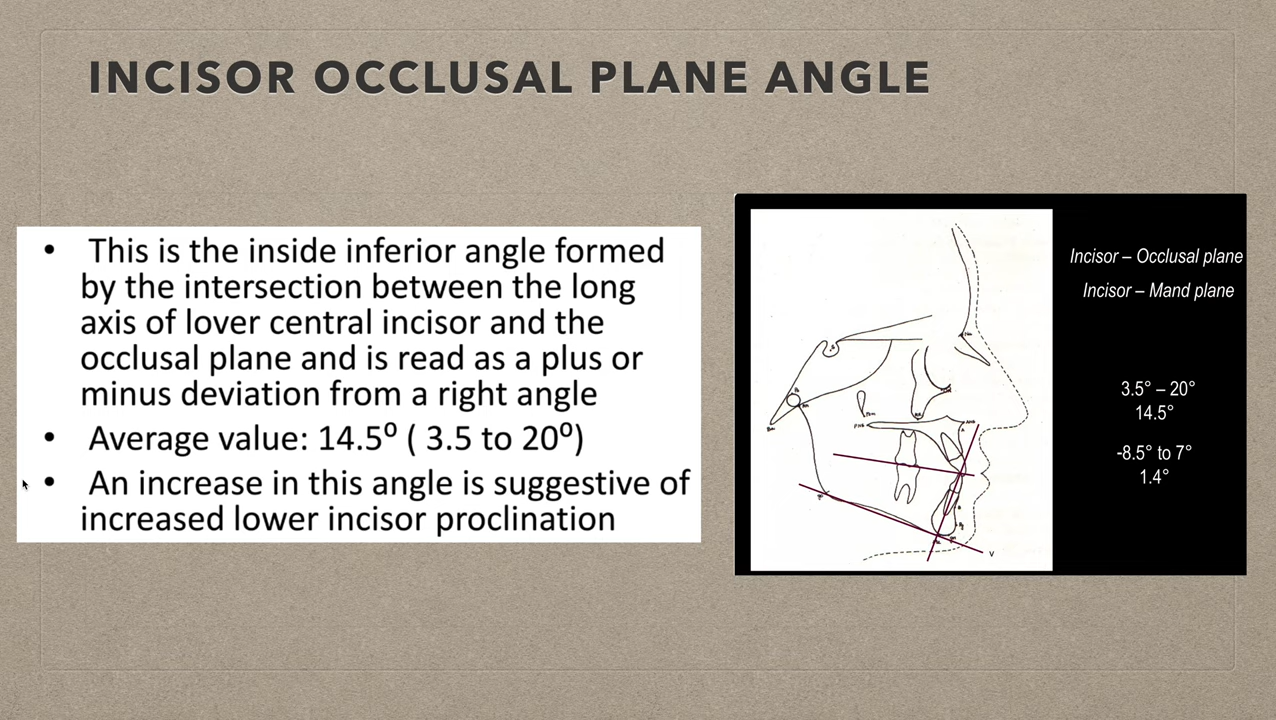 INCISOR OCCLUSAL PLANE ANGLE
• This is the inside inferior angle formed
by the intersection between the long
axis of lover central incisor and the
occlusal plane and is read as a plus or
minus deviation from a right angle
• Average value: 14.5⁰ ( 3.5 to 20⁰)
• An increase in this angle is suggestive of
increased lower incisor proclination
Incisor – Occlusal plane
Incisor – Mand plane
3.5° – 20°
14.5°
-8.5° to 7°
1.4°
V